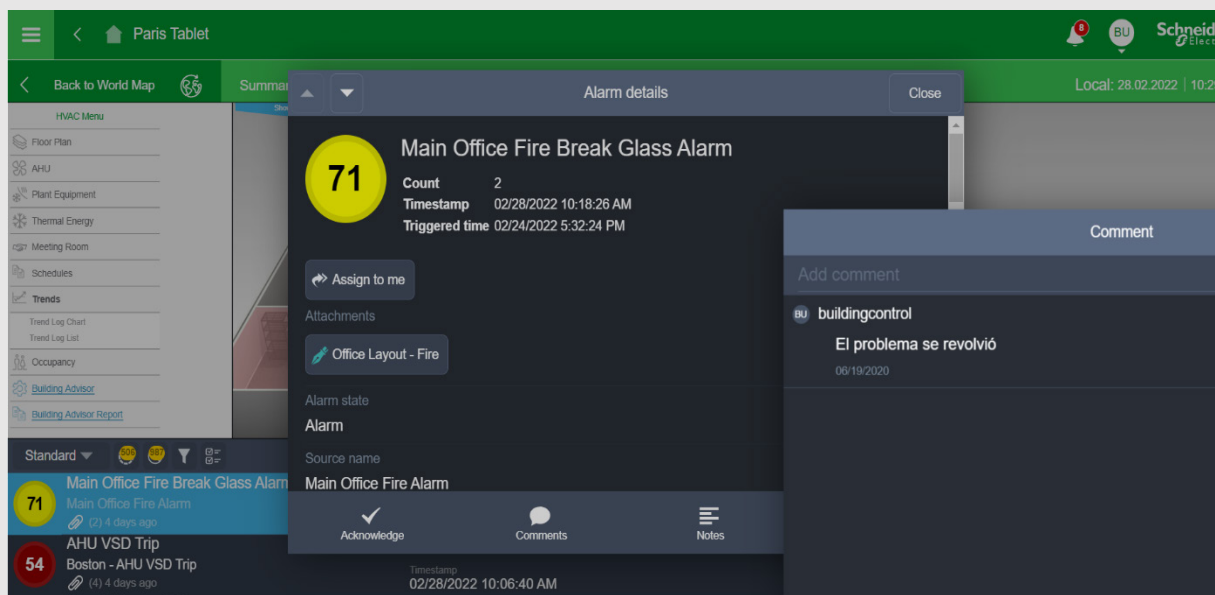 Paris Tablet
8
BU
Back to World Map
Local: 28.02.2022
HVAC Menu
Floor Plan
AHU
Plant Equipment
Thermal Energy
Meeting Room
Schedules
Trends
Trend Log Chart
Trend Log List
Occupancy
Building Advisor
Building Advisor Report
Alarm details
Close
71
Main Office Fire Break Glass Alarm
Count 2
Timestamp 02/28/2022 10:18:26 AM
Triggered time 02/24/2022 5:32:24 PM
Assign to me
Attachments
Office Layout - Fire
Alarm state
Alarm
Source name
Main Office Fire Alarm
Acknowledge
Comments
Notes
Comment
Add comment
BU buildingcontrol
El problema se revolvió
06/19/2020
Standard
71
Main Office Fire Break Glass Alarm
Main Office Fire Alarm
(2) 4 days ago
54
AHU VSD Trip
Boston - AHU VSD Trip
(4) 4 days ago
Timestamp
02/28/2022 10:06:40 AM